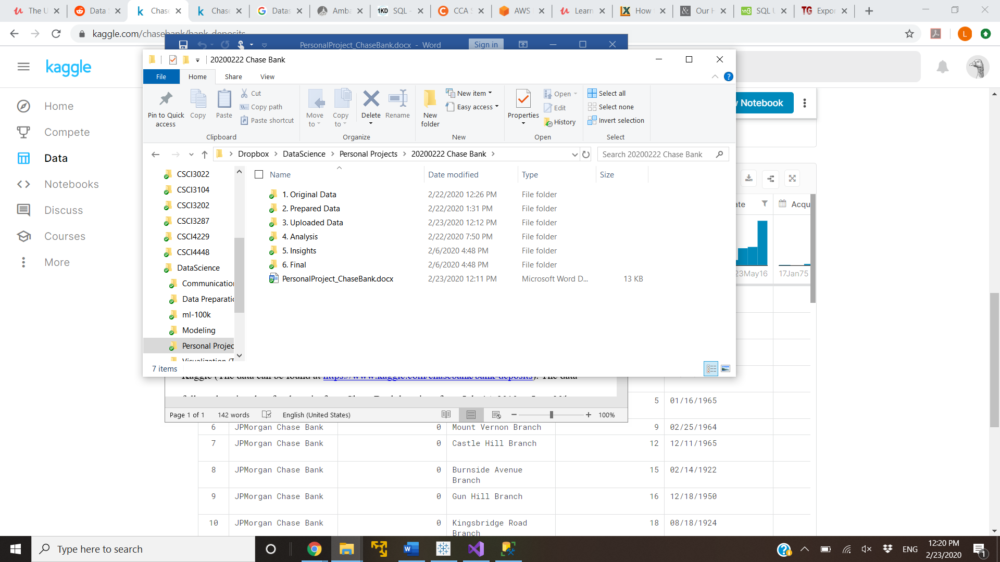 The U
Data
Chase
Chase
Datas
Amba
1KD SQL -
CCA
AWS
Learn
How
Our H
w3 SQL
TG Expor
kaggle.com/chasebank/bank-deposits
L
PersonalProject_ChaseBank.docx - Word
Sign in
20200222 Chase Bank
File
Home
Share
View
Pin to Quick access
Copy
Paste
Cut
Copy path
Paste shortcut
Clipboard
Move to
Copy to
Delete
Rename
Organize
New folder
New item
Easy access
New
Properties
Open
Edit
History
Open
Select all
Select none
Invert selection
Select
Dropbox > DataScience > Personal Projects > 20200222 Chase Bank >
Search 20200222 Chase Bank
kaggle
Home
Compete
Data
Notebooks
Discuss
Courses
More
Notebook
CSCI3022
CSCI3104
CSCI3202
CSCI3287
CSCI4229
CSCI4448
DataScience
Communication
Data Preparatic
ml-100k
Modeling
Personal Projec
Name Date modified Type Size
1. Original Data 2/22/2020 12:26 PM File folder
2. Prepared Data 2/22/2020 1:31 PM File folder
3. Uploaded Data 2/23/2020 12:12 PM File folder
4. Analysis 2/22/2020 7:50 PM File folder
5. Insights 2/6/2020 4:48 PM File folder
6. Final 2/6/2020 4:48 PM File folder
PersonalProject_ChaseBank.docx 2/23/2020 12:11 PM Microsoft Word D... 13 KB
7 items
ate
Acqu
23May16
17Jan75
Kaggle (The data can be found at https://www.kaggle.com/chasebank/bank-deposits). The data
Page 1 of 1 142 words English (United States) 100%
5 01/16/1965
6 JPMorgan Chase Bank 0 Mount Vernon Branch 9 02/25/1964
7 JPMorgan Chase Bank 0 Castle Hill Branch 12 12/11/1965
8 JPMorgan Chase Bank 0 Burnside Avenue Branch 15 02/14/1922
9 JPMorgan Chase Bank 0 Gun Hill Branch 16 12/18/1950
10 JPMorgan Chase Bank 0 Kingsbridge Road Branch 18 08/18/1924
Type here to search
ENG
12:20 PM
2/23/2020
1